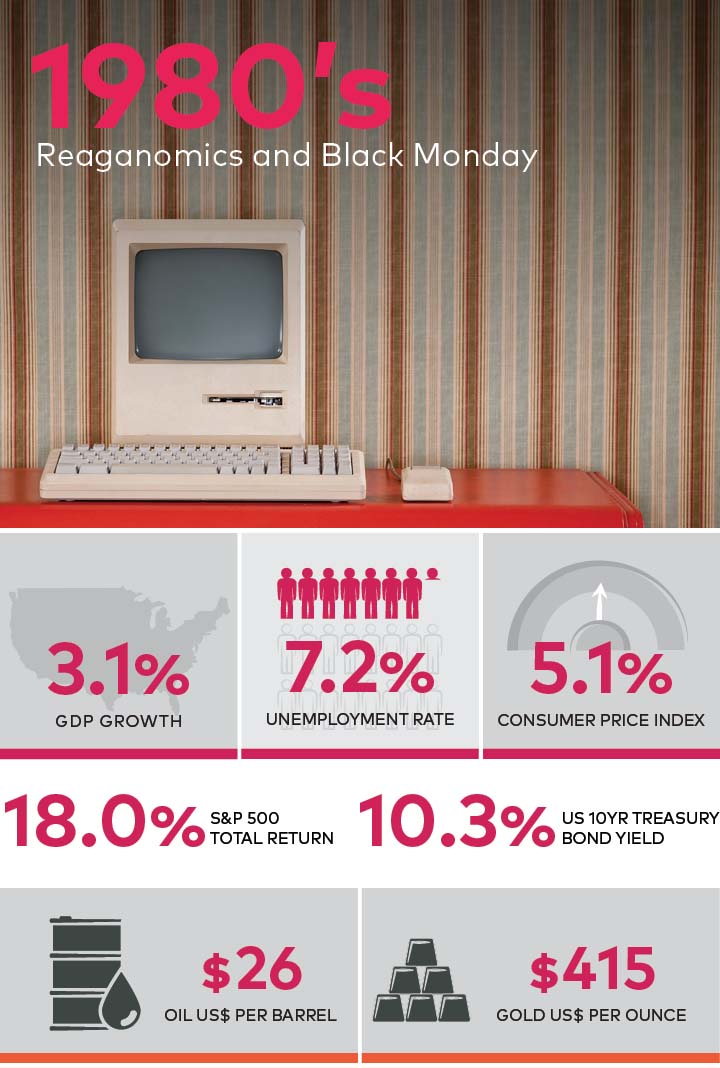 1980's
Reaganomics and Black Monday
3.1%
GDP GROWTH
7.2%
UNEMPLOYMENT RATE
5.1%
CONSUMER PRICE INDEX
18.0%
S&P 500
TOTAL RETURN
10.3%
US 10YR TREASURY
BOND YIELD
$26
OIL US$ PER BARREL
$415
GOLD US$ PER OUNCE